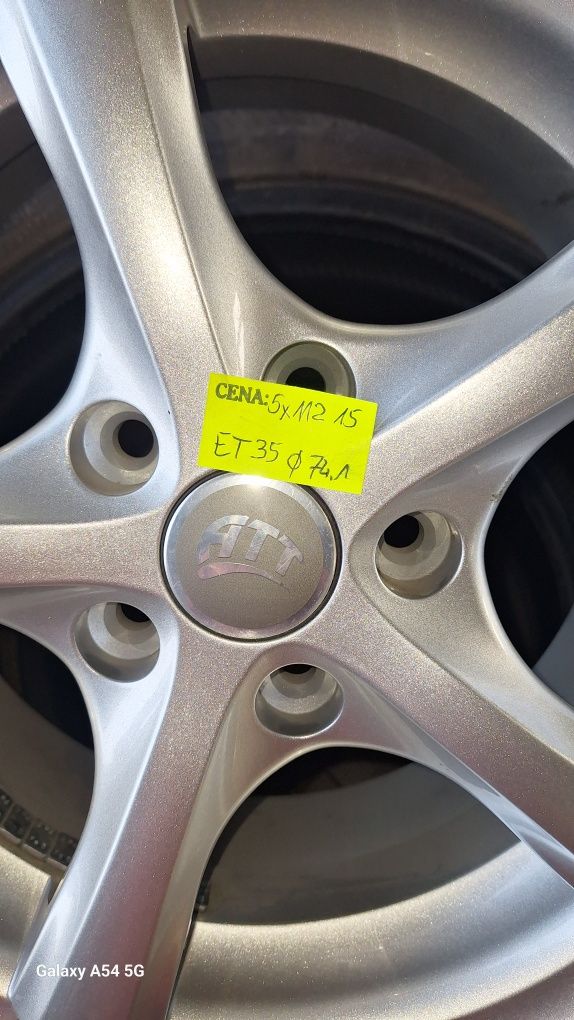 CENA: 5x112 15
ET35 ϕ 74,1
ATT
Galaxy A54 5G